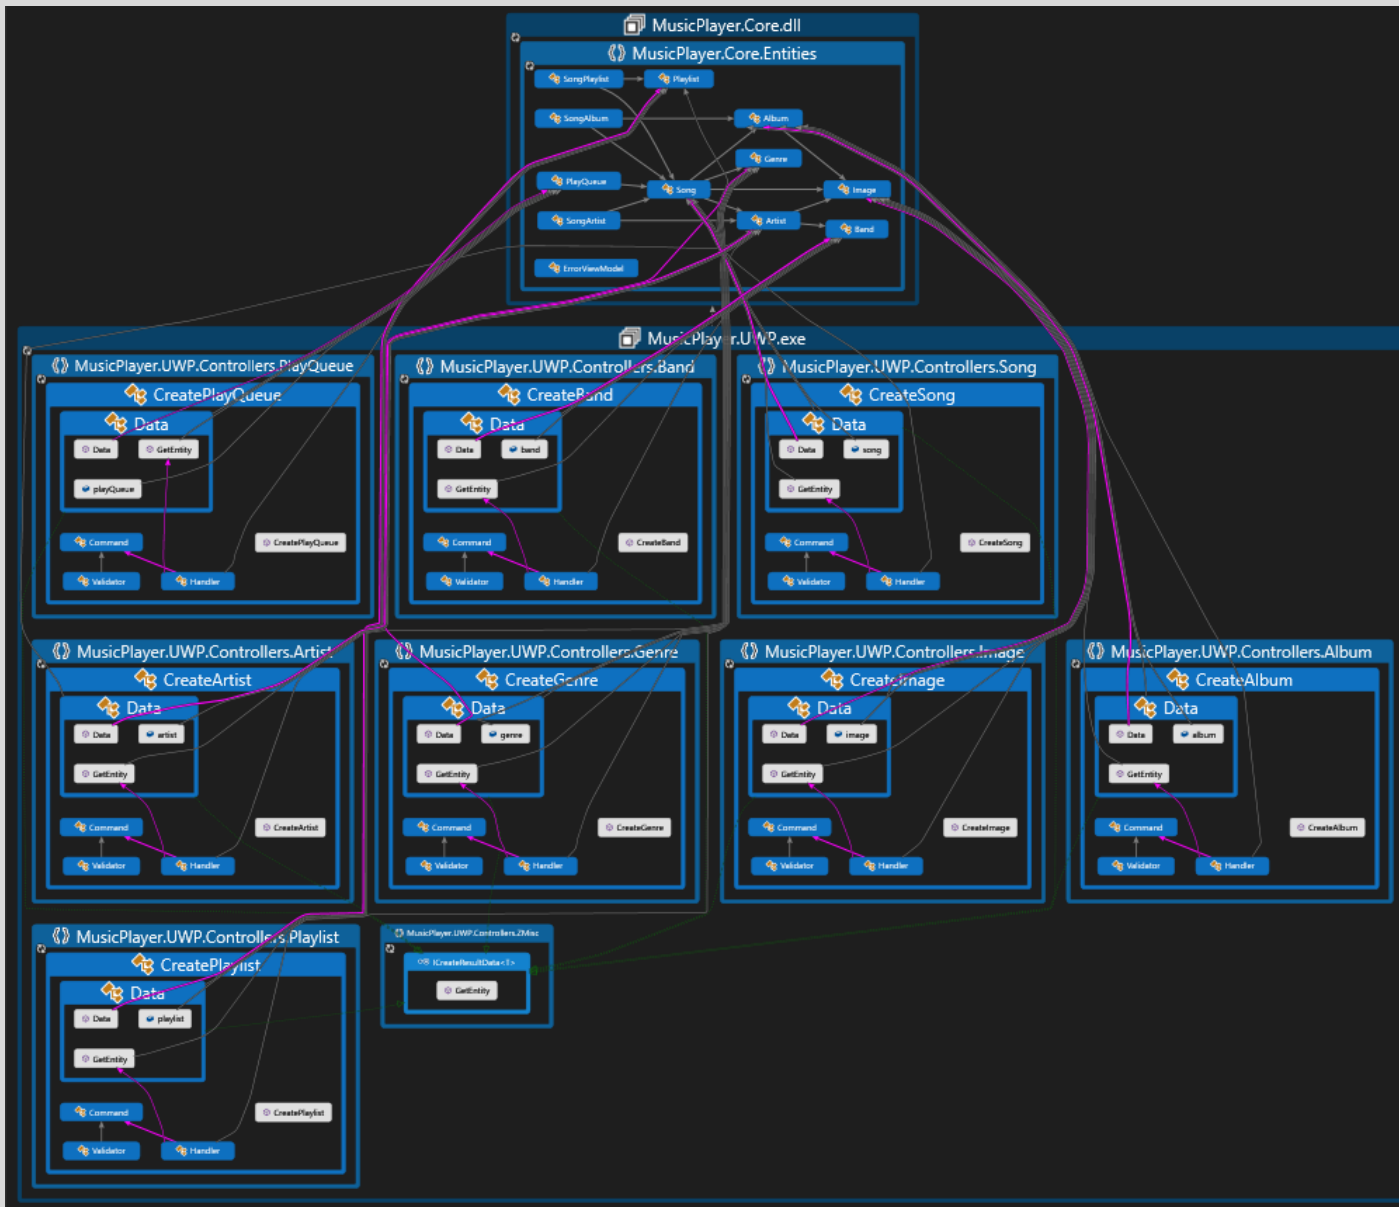 MusicPlayer.Core.dll
MusicPlayer.Core.Entities
SongPlaylist
Playlist
SongAlbum
Album
Genre
PlayQueue
Song
Image
SongArtist
Artist
Band
ErrorViewModel
MusicPlayer.UWP.exe
MusicPlayer.UWP.Controllers.PlayQueue
CreatePlayQueue
Data
Data
GetEntity
playQueue
Command
CreatePlayQueue
Validator
Handler
MusicPlayer.UWP.Controllers.Band
CreateBand
Data
Data
band
GetEntity
Command
CreateBand
Validator
Handler
MusicPlayer.UWP.Controllers.Song
CreateSong
Data
Data
song
GetEntity
Command
CreateSong
Validator
Handler
MusicPlayer.UWP.Controllers.Artist
CreateArtist
Data
Data
artist
GetEntity
Command
CreateArtist
Validator
Handler
MusicPlayer.UWP.Controllers.Genre
CreateGenre
Data
Data
genre
GetEntity
Command
CreateGenre
Validator
Handler
MusicPlayer.UWP.Controllers.Image
CreateImage
Data
Data
image
GetEntity
Command
CreateImage
Validator
Handler
MusicPlayer.UWP.Controllers.Album
CreateAlbum
Data
Data
album
GetEntity
Command
CreateAlbum
Validator
Handler
MusicPlayer.UWP.Controllers.Playlist
CreatePlaylist
Data
Data
playlist
GetEntity
Command
CreatePlaylist
Validator
Handler
MusicPlayer.UWP.Controllers.ZMisc
ICreateResultData<T>
GetEntity